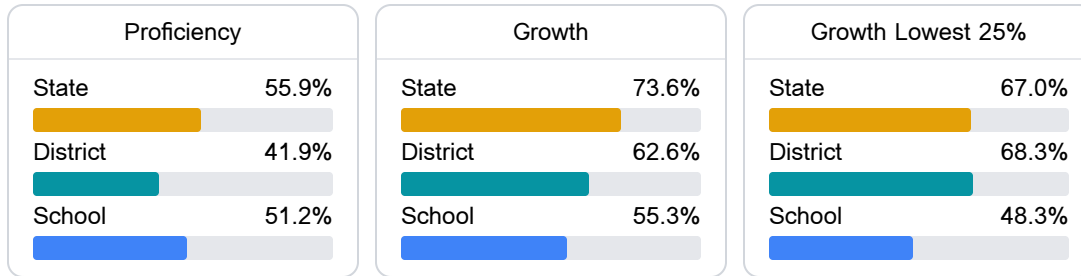 Proficiency
State 55.9%
District 41.9%
School 51.2%
Growth
State 73.6%
District 62.6%
School 55.3%
Growth Lowest 25%
State 67.0%
District 68.3%
School 48.3%